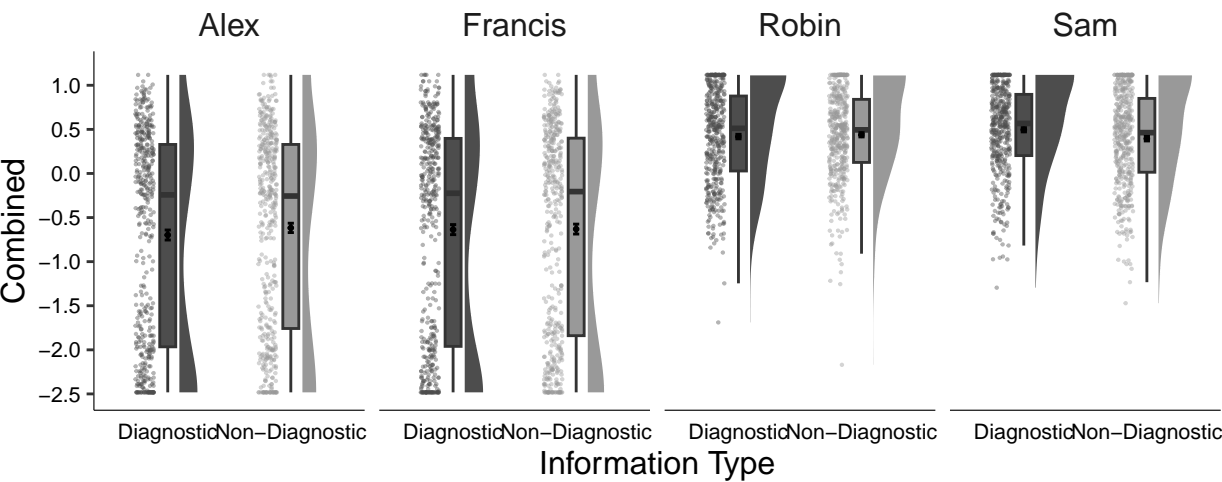 Alex Francis Robin Sam
Combined
1.0
0.5
0.0
−0.5
−1.0
−1.5
−2.0
−2.5
Diagnostic Non−Diagnostic Diagnostic Non−Diagnostic Diagnostic Non−Diagnostic Diagnostic Non−Diagnostic
Information Type